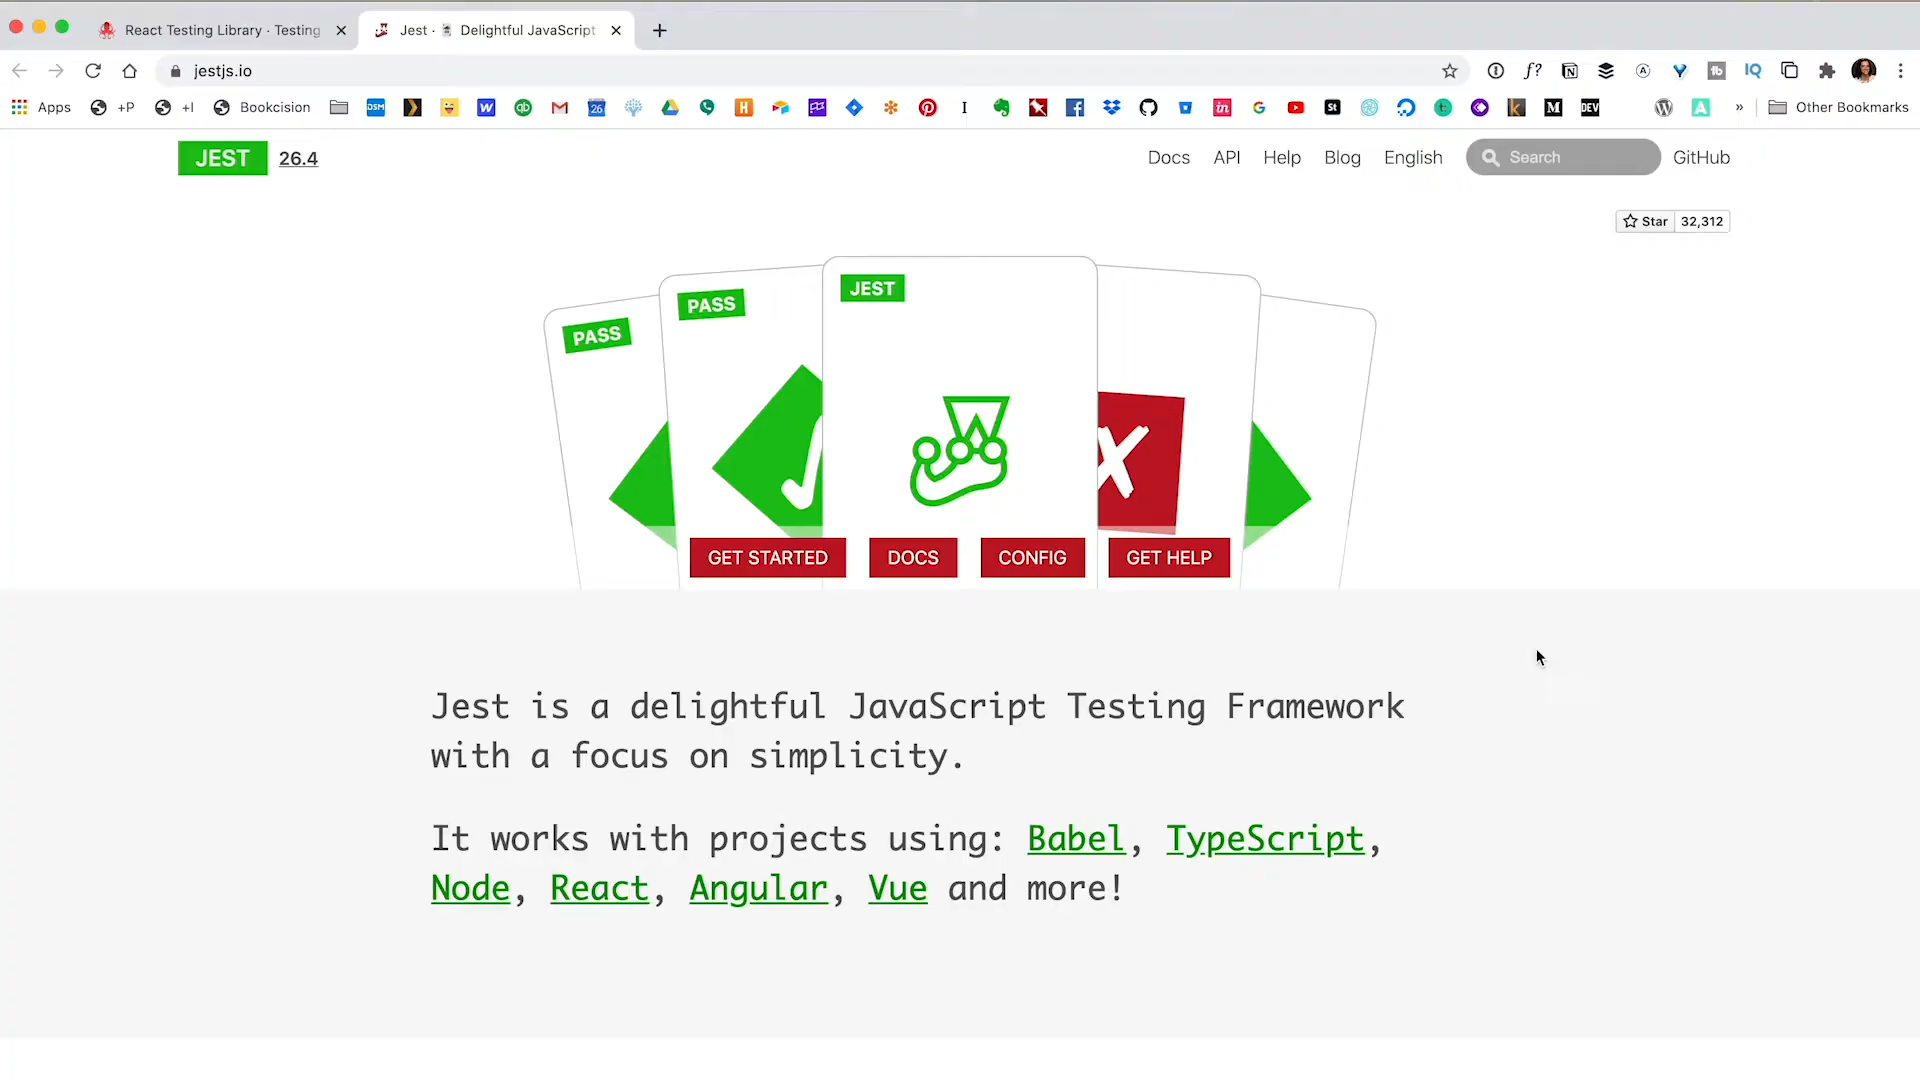 React Testing Library · Testing
Jest · Delightful JavaScript
jestjs.io
Apps
+P
+I
Bookcision
Other Bookmarks
JEST 26.4
Docs API Help Blog English Search GitHub
Star 32,312
PASS
PASS
JEST
GET STARTED DOCS CONFIG GET HELP
Jest is a delightful JavaScript Testing Framework
with a focus on simplicity.
It works with projects using: Babel, TypeScript,
Node, React, Angular, Vue and more!